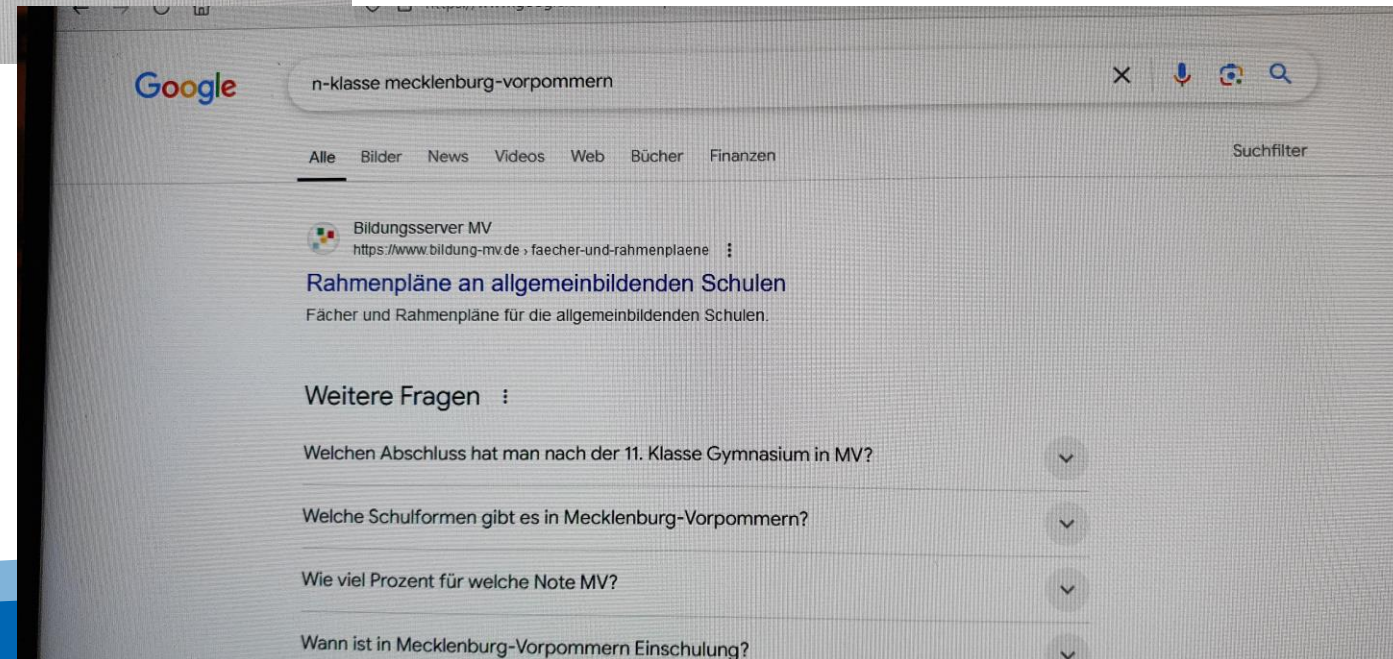 Google
n-klasse mecklenburg-vorpommern
Alle Bilder News Videos Web Bücher Finanzen
Suchfilter
Bildungsserver MV
https://www.bildung-mv.de › faecher-und-rahmenplaene
Rahmenpläne an allgemeinbildenden Schulen
Fächer und Rahmenpläne für die allgemeinbildenden Schulen.
Weitere Fragen
Welchen Abschluss hat man nach der 11. Klasse Gymnasium in MV?
Welche Schulformen gibt es in Mecklenburg-Vorpommern?
Wie viel Prozent für welche Note MV?
Wann ist in Mecklenburg-Vorpommern Einschulung?